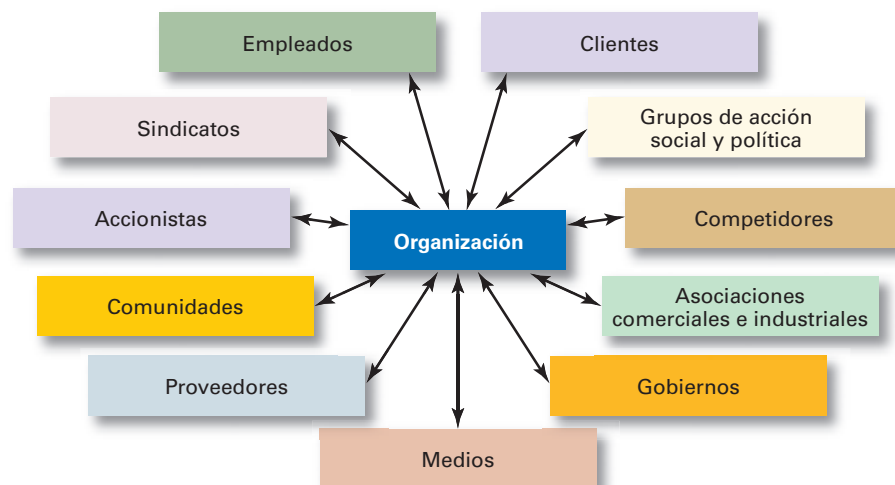 Empleados
Clientes
Sindicatos
Grupos de acción
social y política
Accionistas
Organización
Competidores
Comunidades
Asociaciones
comerciales e industriales
Proveedores
Gobiernos
Medios